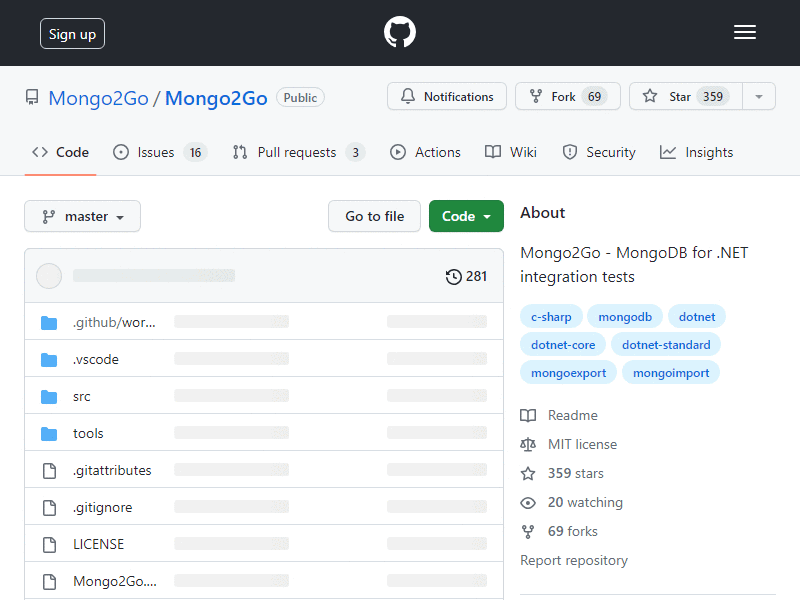 Sign up
Mongo2Go / Mongo2Go Public
Notifications Fork 69 Star 359
Code Issues 16 Pull requests 3 Actions Wiki Security Insights
master Go to file Code
281
.github/wor...
.vscode
src
tools
.gitattributes
.gitignore
LICENSE
Mongo2Go....
About
Mongo2Go - MongoDB for .NET
integration tests
c-sharp mongodb dotnet
dotnet-core dotnet-standard
mongoexport mongoimport
Readme
MIT license
359 stars
20 watching
69 forks
Report repository